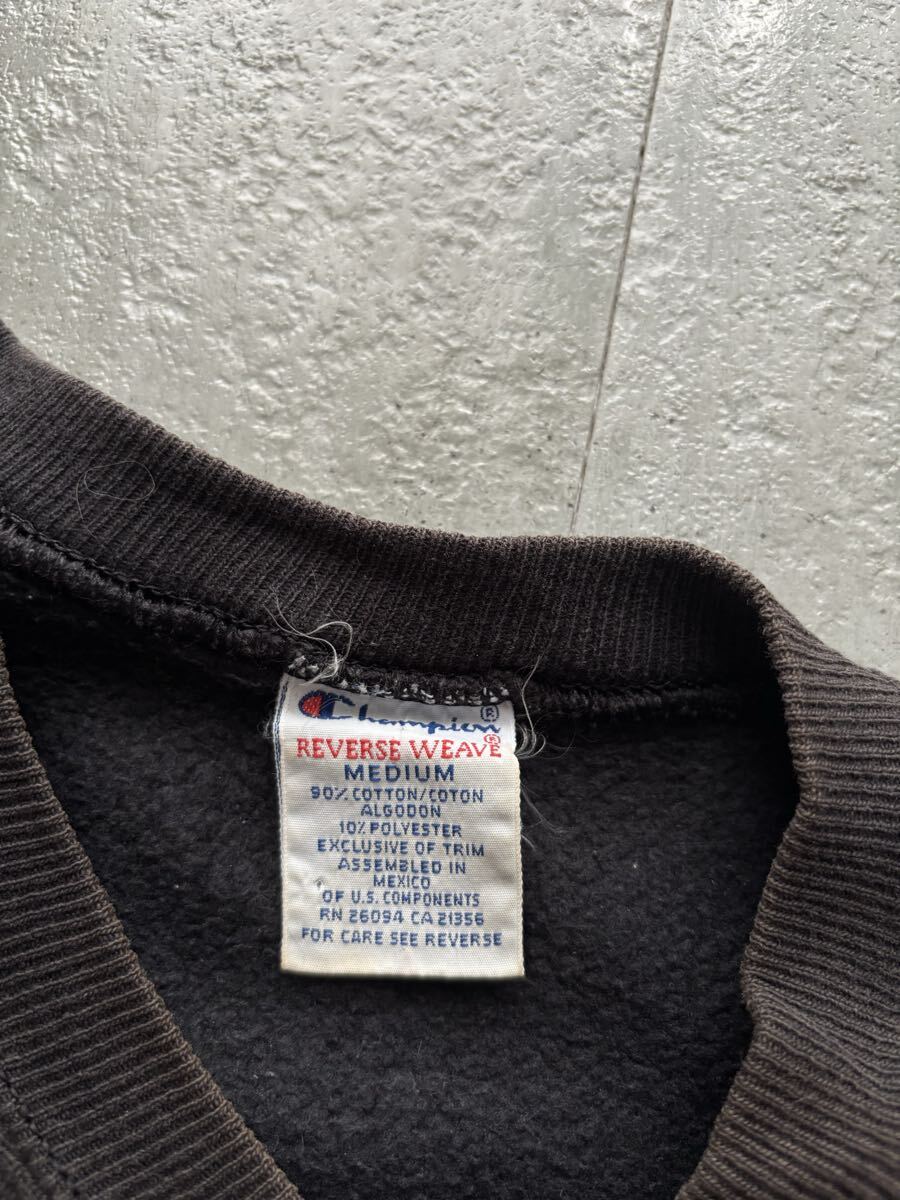 Champion®
REVERSE WEAVE®
MEDIUM
90% COTTON/COTON
ALGODON
10% POLYESTER
EXCLUSIVE OF TRIM
ASSEMBLED IN
MEXICO
OF U.S. COMPONENTS
RN 26094 CA 21356
FOR CARE SEE REVERSE